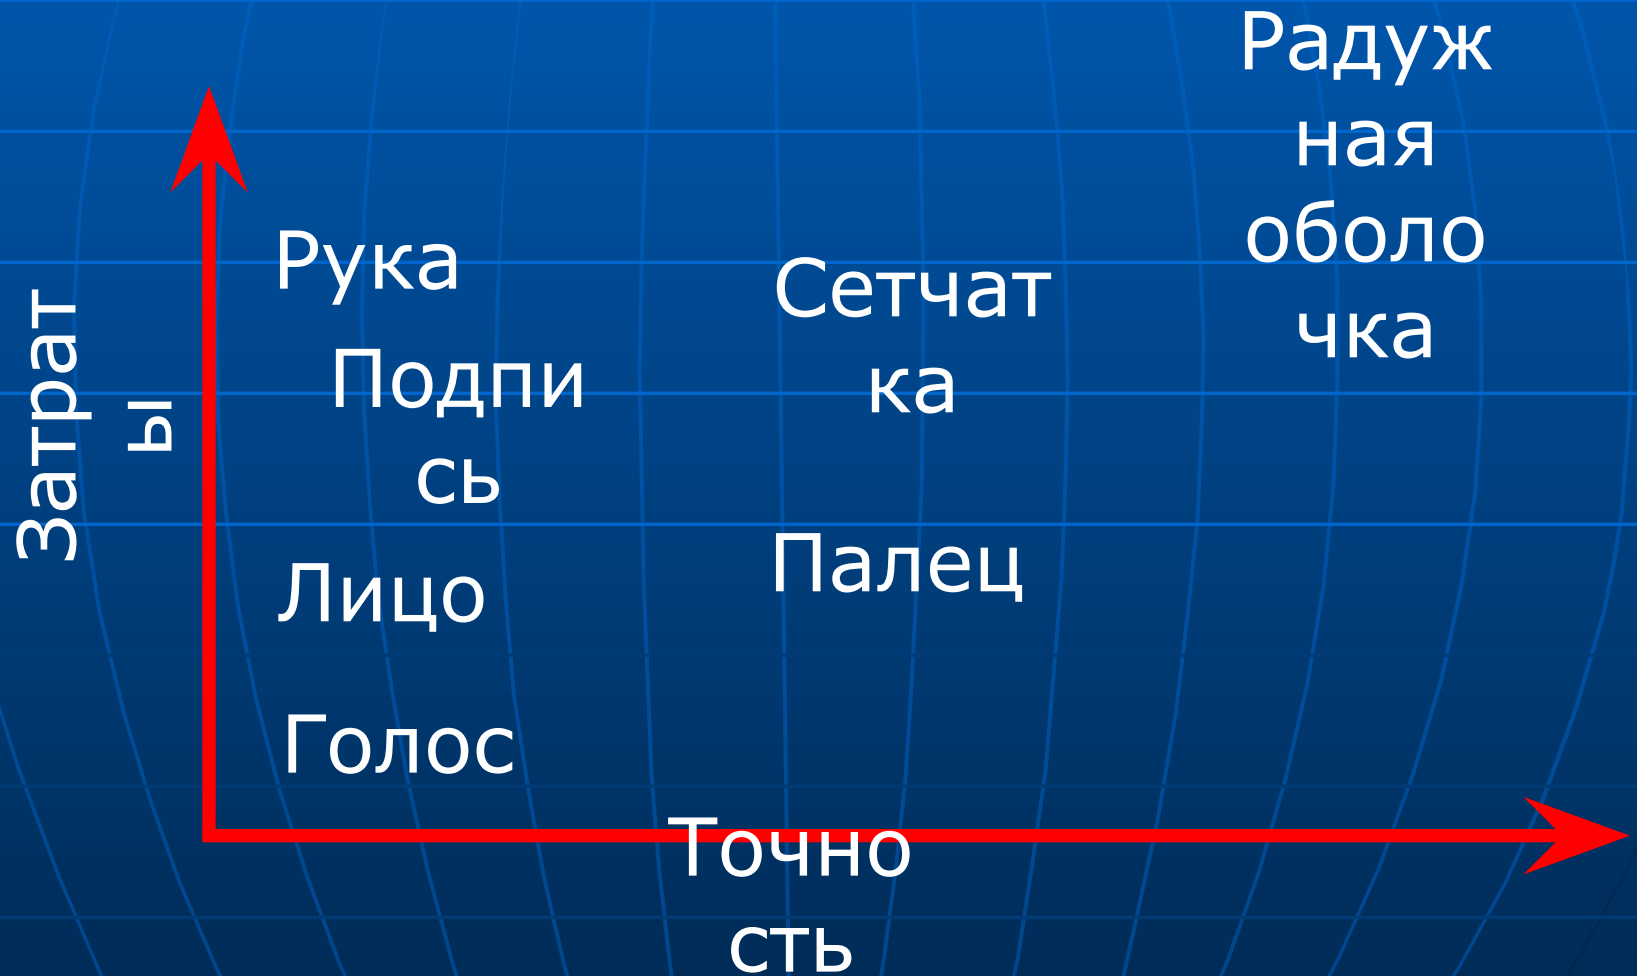 Радуж
ная
оболо
чка
Рука
Сетчат
ка
Подпи
сь
Затрат
ы
Палец
Лицо
Голос
Точно
сть